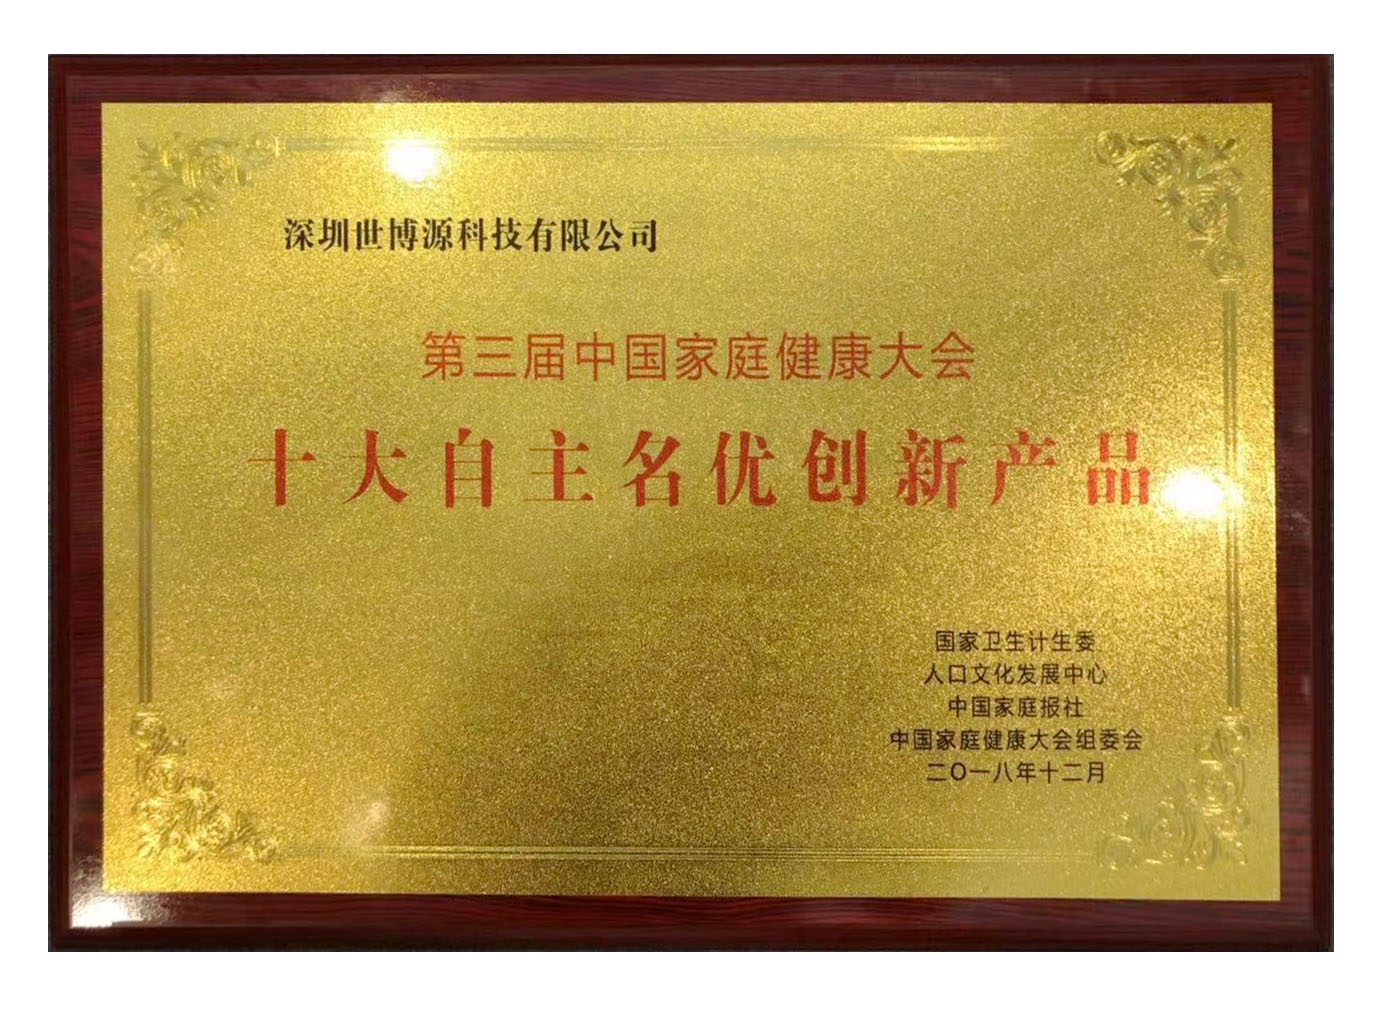 深圳世博源科技有限公司
第三届中国家庭健康大会
十大自主名优创新产品
国家卫生计生委
人口文化发展中心
中国家庭报社
中国家庭健康大会组委会
二〇一八年十二月